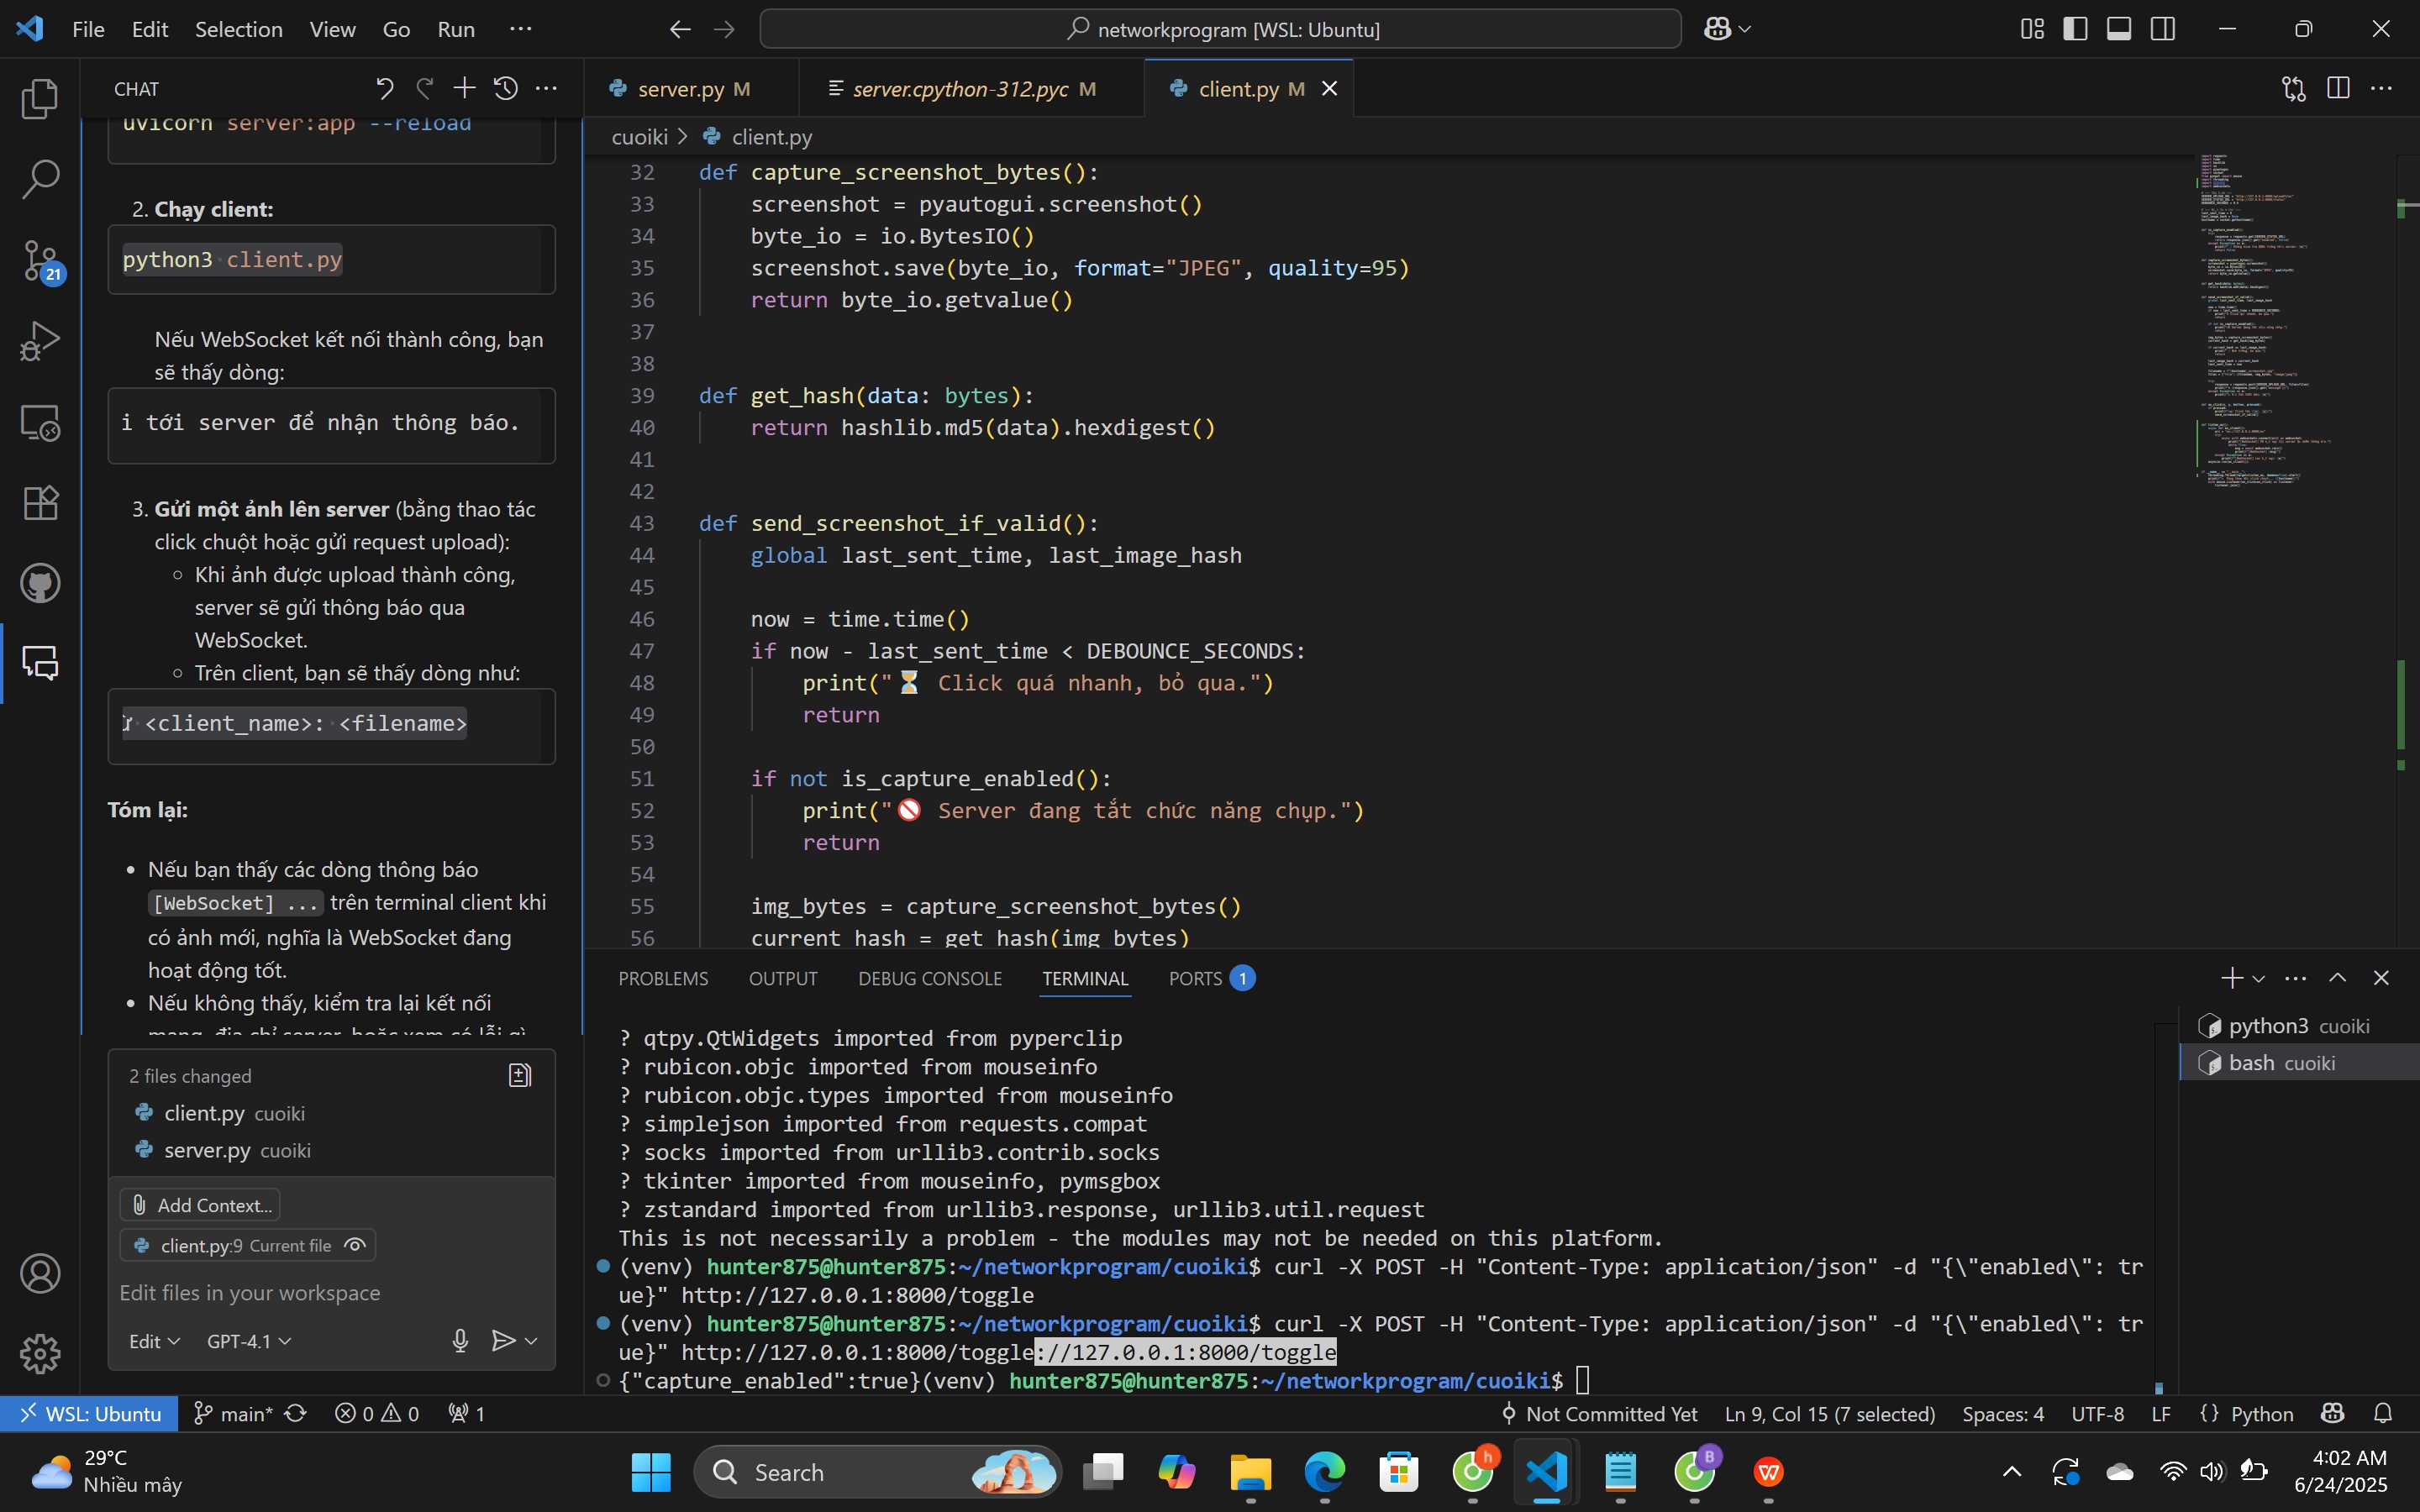 File Edit Selection View Go Run ···
networkprogram [WSL: Ubuntu]
CHAT
uvicorn server:app --reload
2. Chạy client:
python3 client.py
Nếu WebSocket kết nối thành công, bạn
sẽ thấy dòng:
i tới server để nhận thông báo.
3. Gửi một ảnh lên server (bằng thao tác
click chuột hoặc gửi request upload):
Khi ảnh được upload thành công,
server sẽ gửi thông báo qua
WebSocket.
Trên client, bạn sẽ thấy dòng như:
<client_name>: <filename>
Tóm lại:
Nếu bạn thấy các dòng thông báo
[WebSocket] ... trên terminal client khi
có ảnh mới, nghĩa là WebSocket đang
hoạt động tốt.
Nếu không thấy, kiểm tra lại kết nối
mạng, địa chỉ server, hoặc xem có lỗi gì
2 files changed
client.py cuoiki
server.py cuoiki
Add Context...
client.py:9 Current file
Edit files in your workspace
Edit GPT-4.1
21
server.py M
server.cpython-312.pyc M
client.py M
cuoiki > client.py
32 def capture_screenshot_bytes():
33 screenshot = pyautogui.screenshot()
34 byte_io = io.BytesIO()
35 screenshot.save(byte_io, format="JPEG", quality=95)
36 return byte_io.getvalue()
37
38
39 def get_hash(data: bytes):
40 return hashlib.md5(data).hexdigest()
41
42
43 def send_screenshot_if_valid():
44 global last_sent_time, last_image_hash
45
46 now = time.time()
47 if now - last_sent_time < DEBOUNCE_SECONDS:
48 print("⏳ Click quá nhanh, bỏ qua.")
49 return
50
51 if not is_capture_enabled():
52 print("🚫 Server đang tắt chức năng chụp.")
53 return
54
55 img_bytes = capture_screenshot_bytes()
56 current_hash = get_hash(img_bytes)
PROBLEMS OUTPUT DEBUG CONSOLE TERMINAL PORTS 1
? qtpy.QtWidgets imported from pyperclip
? rubicon.objc imported from mouseinfo
? rubicon.objc.types imported from mouseinfo
? simplejson imported from requests.compat
? socks imported from urllib3.contrib.socks
? tkinter imported from mouseinfo, pymsgbox
? zstandard imported from urllib3.response, urllib3.util.request
This is not necessarily a problem - the modules may not be needed on this platform.
(venv) hunter875@hunter875:~/networkprogram/cuoiki$ curl -X POST -H "Content-Type: application/json" -d "{\"enabled\": tr
ue}" http://127.0.0.1:8000/toggle
(venv) hunter875@hunter875:~/networkprogram/cuoiki$ curl -X POST -H "Content-Type: application/json" -d "{\"enabled\": tr
ue}" http://127.0.0.1:8000/toggle://127.0.0.1:8000/toggle
{"capture_enabled":true}(venv) hunter875@hunter875:~/networkprogram/cuoiki$
python3 cuoiki
bash cuoiki
WSL: Ubuntu main* 0 0 1
Not Committed Yet Ln 9, Col 15 (7 selected) Spaces: 4 UTF-8 LF {} Python
29°C
Nhiều mây
Search
4:02 AM
6/24/2025